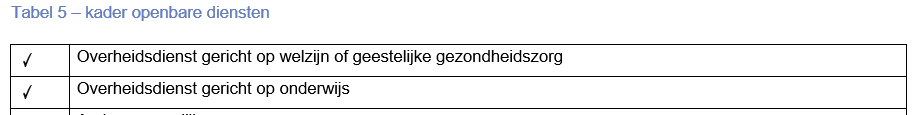 Tabel 5 – kader openbare diensten
✓ Overheidsdienst gericht op welzijn of geestelijke gezondheidszorg
✓ Overheidsdienst gericht op onderwijs